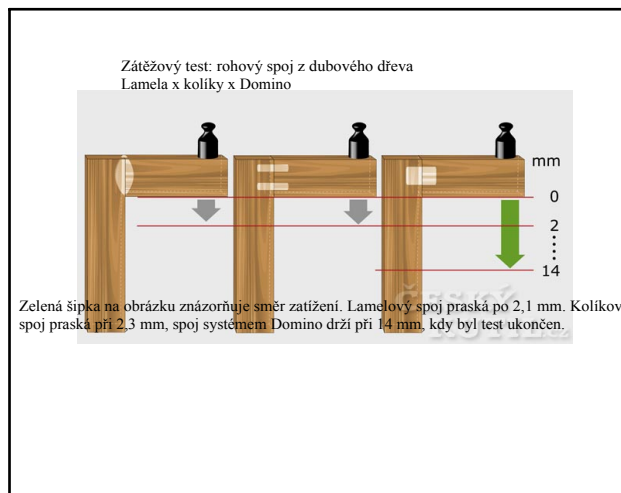 Zátěžový test: rohový spoj z dubového dřeva
Lamela x kolíky x Domino
mm
0
2
14
Zelená šipka na obrázku znázorňuje směr zatížení. Lamelový spoj praská po 2,1 mm. Kolíkov
spoj praská při 2,3 mm, spoj systémem Domino drží při 14 mm, kdy byl test ukončen.
ČESKÝ